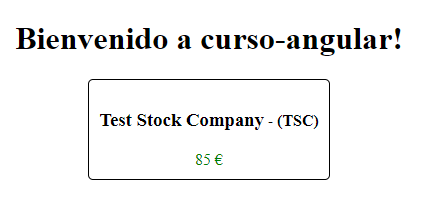 Bienvenido a curso-angular!
Test Stock Company - (TSC)
85 €